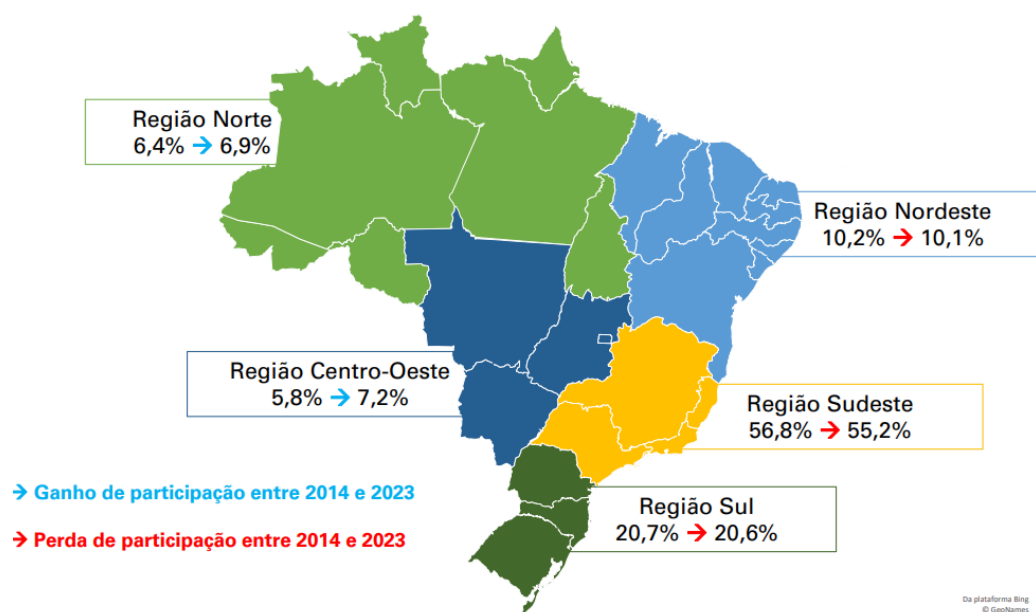 Região Norte
6,4% → 6,9%
Região Nordeste
10,2% → 10,1%
Região Centro-Oeste
5,8% → 7,2%
Região Sudeste
56,8% → 55,2%
Região Sul
20,7% → 20,6%
→ Ganho de participação entre 2014 e 2023
→ Perda de participação entre 2014 e 2023
Da plataforma Bing
© GeoNames